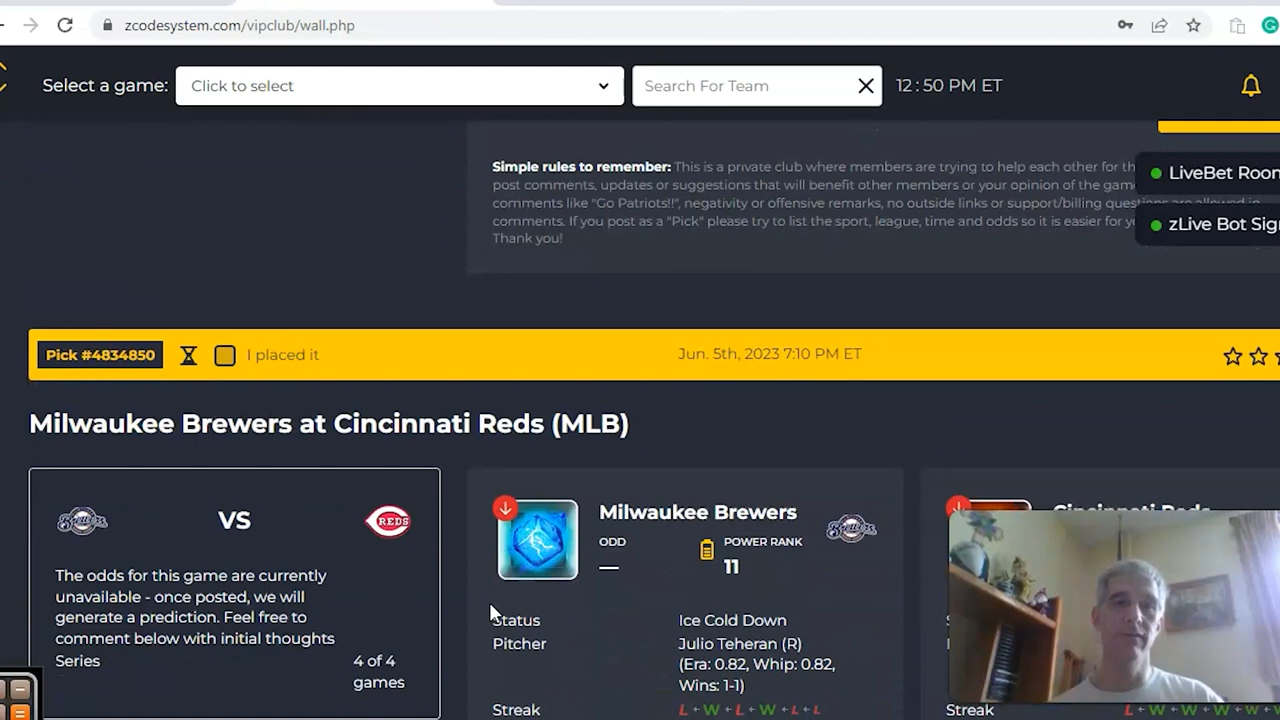 zcodesystem.com/vipclub/wall.php
Select a game: Click to select Search For Team 12:50 PM ET
Simple rules to remember: This is a private club where members are trying to help each other for th
post comments, updates or suggestions that will benefit other members or your opinion of the gam
comments like "Go Patriots!!", negativity or offensive remarks, no outside links or support/billing questions are allowed in
comments. If you post as a "Pick" please try to list the sport, league, time and odds so it is easier for y
Thank you!
LiveBet Room
zLive Bot Sig
Pick #4834850 I placed it Jun. 5th, 2023 7:10 PM ET
Milwaukee Brewers at Cincinnati Reds (MLB)
Brewers VS REDS
The odds for this game are currently
unavailable - once posted, we will
generate a prediction. Feel free to
comment below with initial thoughts
Series 4 of 4
games
Milwaukee Brewers
ODD POWER RANK
— 11
Status Ice Cold Down
Pitcher Julio Teheran (R)
(Era: 0.82, Whip: 0.82,
Wins: 1-1)
Streak L W L W L L
Cincinnati Reds
Streak L W W W